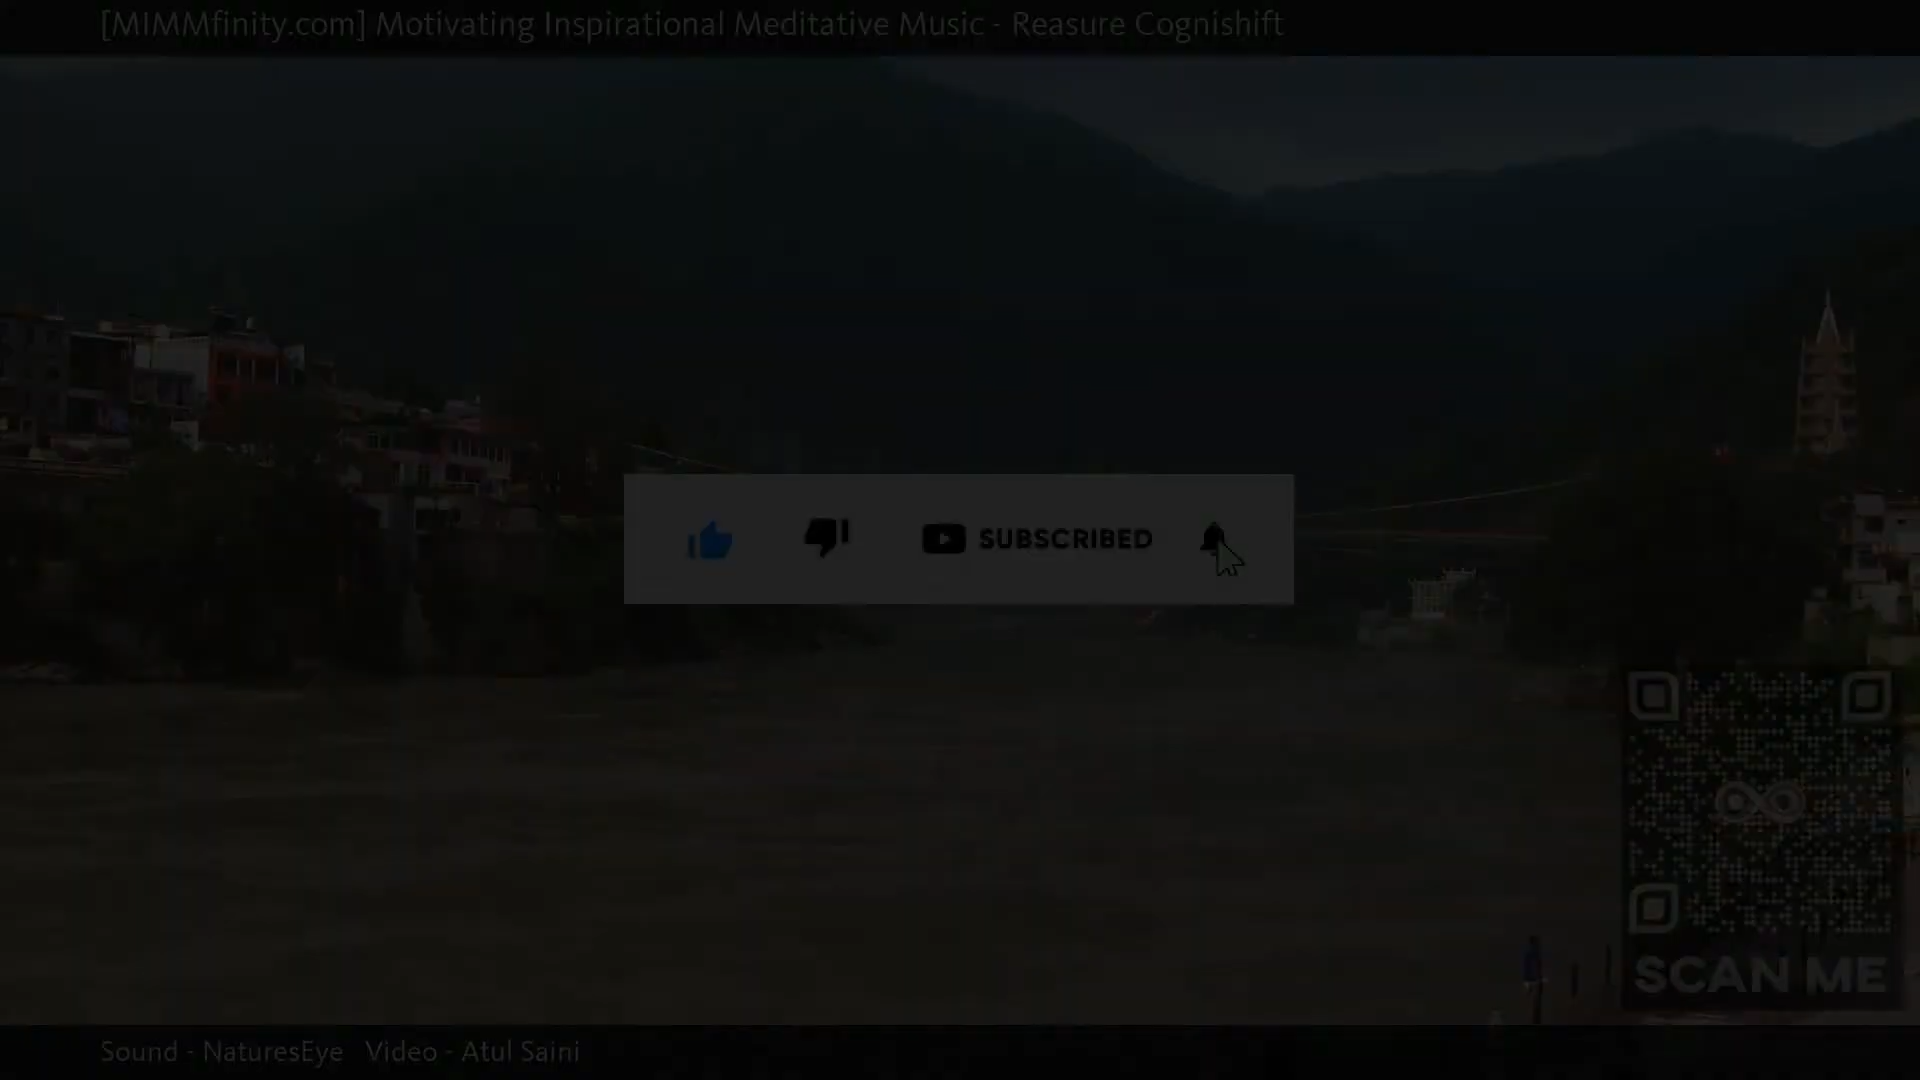 [MIMMfinity.com] Motivating Inspirational Meditative Music - Reasure Cognishift
SUBSCRIBED
SCAN ME
Sound - NaturesEye Video - Atul Saini